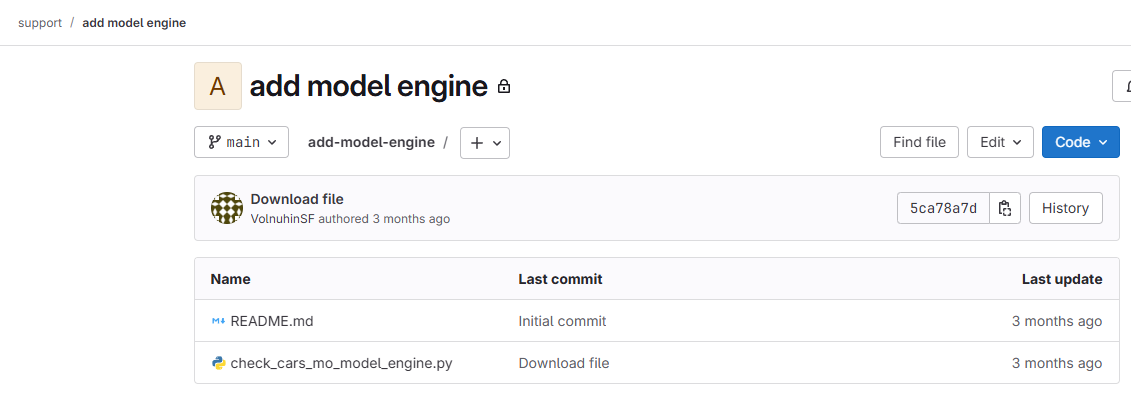 support / add model engine
A add model engine
main add-model-engine / + Find file Edit Code
Download file
VolnuhinSF authored 3 months ago
5ca78a7d History
Name Last commit Last update
README.md Initial commit 3 months ago
check_cars_mo_model_engine.py Download file 3 months ago